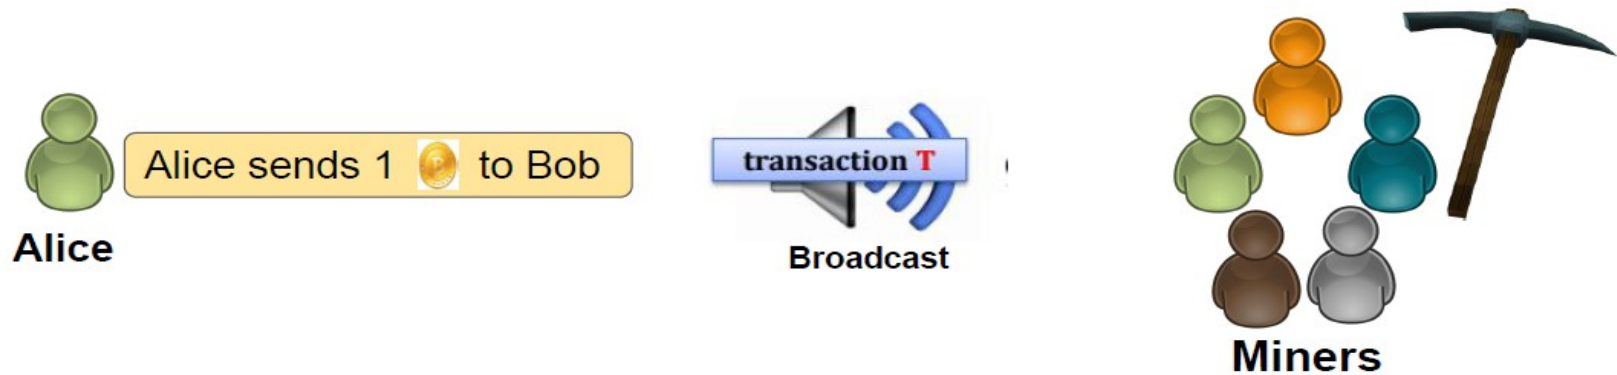 Alice sends 1 to Bob
Alice
transaction T
Broadcast
Miners